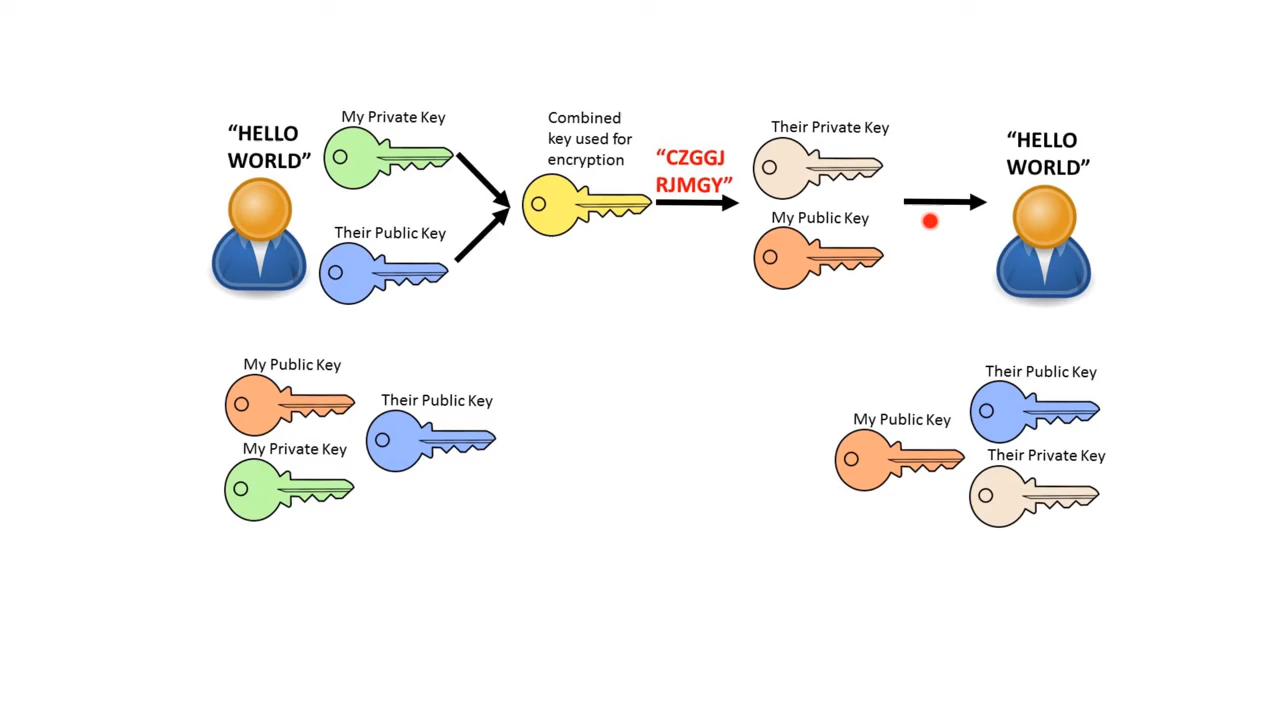 “HELLO
WORLD”
My Private Key
Their Public Key
Combined
key used for
encryption
“CZGGJ
RJMGY”
Their Private Key
My Public Key
“HELLO
WORLD”
My Public Key
Their Public Key
My Private Key
My Public Key
Their Public Key
Their Private Key